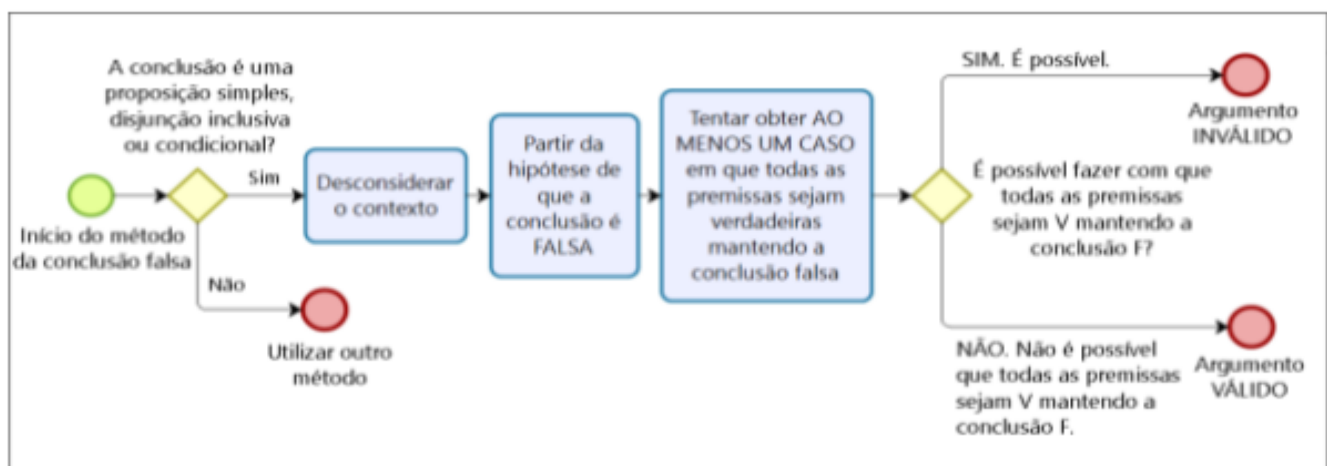 A conclusão é uma
proposição simples,
disjunção inclusiva
ou condicional?
Sim
Início do método
da conclusão falsa
Não
Utilizar outro
método
Desconsiderar
o contexto
Partir da
hipótese de
que a
conclusão é
FALSA
Tentar obter AO
MENOS UM CASO
em que todas as
premissas sejam
verdadeiras
mantendo a
conclusão falsa
SIM. É possível.
Argumento
INVÁLIDO
É possível fazer com que
todas as premissas
sejam V mantendo a
conclusão F?
NÃO. Não é possível
que todas as premissas
sejam V mantendo a
conclusão F.
Argumento
VÁLIDO